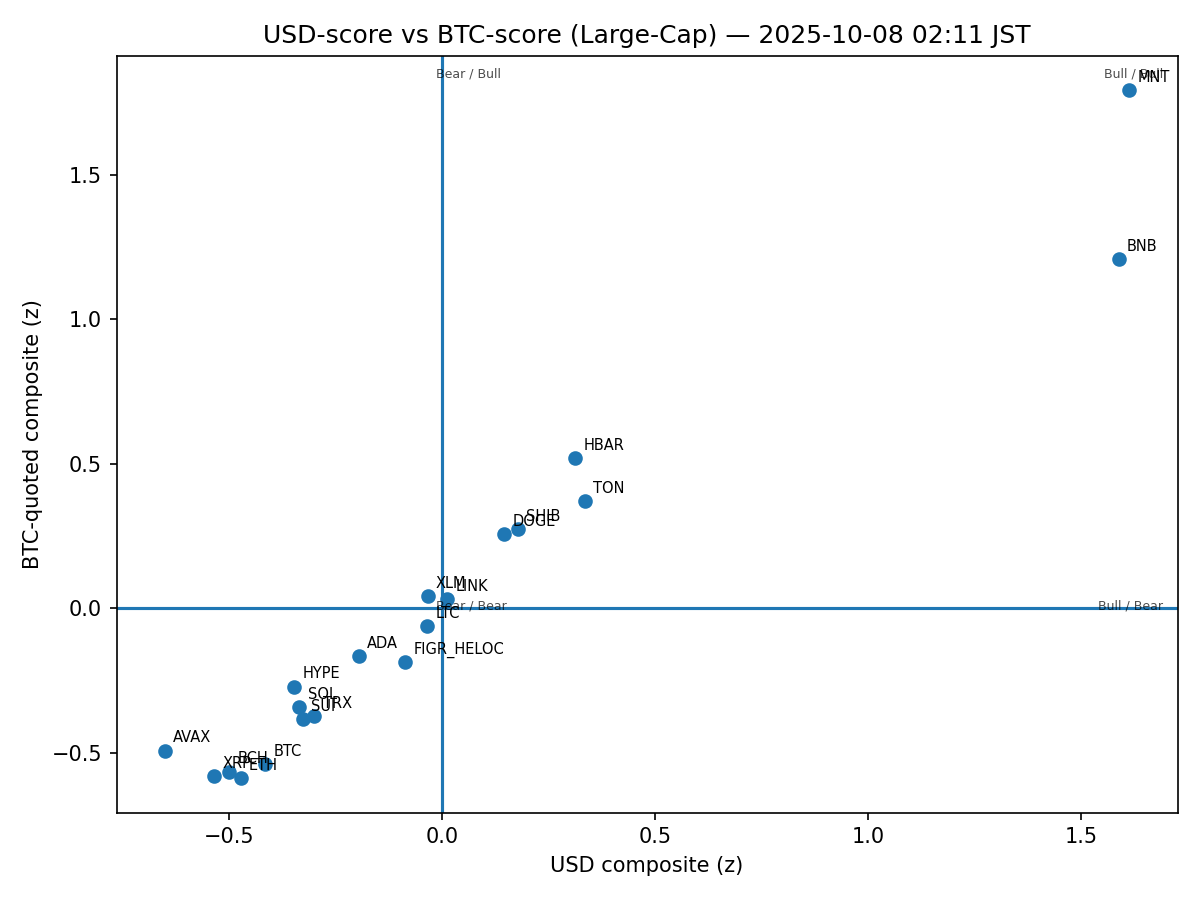 USD-score vs BTC-score (Large-Cap) — 2025-10-08 02:11 JST
Bear / Bull
Bull / Bull
MNT
1.5
BNB
BTC-quoted composite (z)
1.0
HBAR
0.5
TON
SHIB
DOGE
XLM
LINK
0.0
Bear / Bear
Bull / Bear
LTC
ADA
FIGR_HELOC
HYPE
SOL
SUI
TRX
−0.5
AVAX
BTC
BCH
XRP
ETH
−0.5
0.0
0.5
1.0
1.5
USD composite (z)